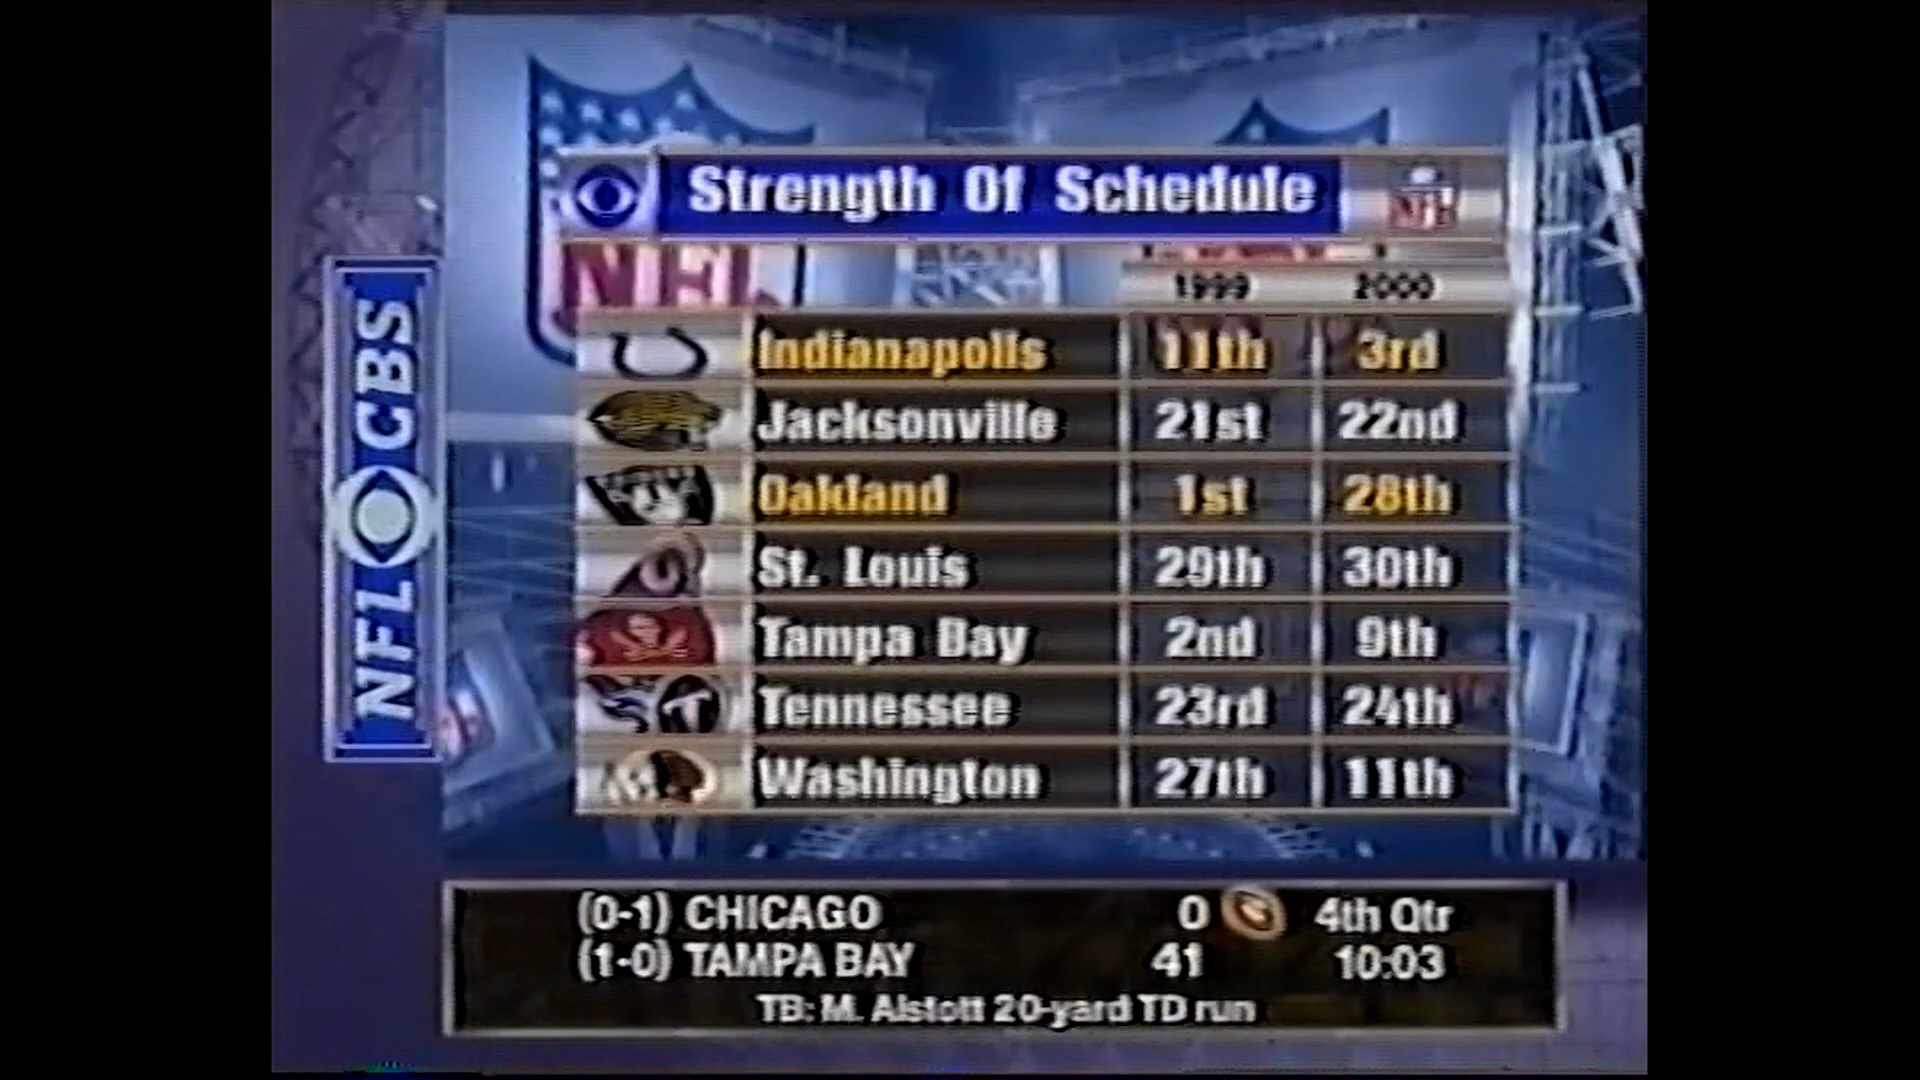 Strength Of Schedule
NFL
NFL
1999 2000
Indianapolis 11th 3rd
Jacksonville 21st 22nd
Oakland 1st 28th
St. Louis 29th 30th
Tampa Bay 2nd 9th
Tennessee 23rd 24th
Washington 27th 11th
NFL CBS
(0-1) CHICAGO 0 4th Qtr
(1-0) TAMPA BAY 41 10:03
TB: M. Alstott 20-yard TD run